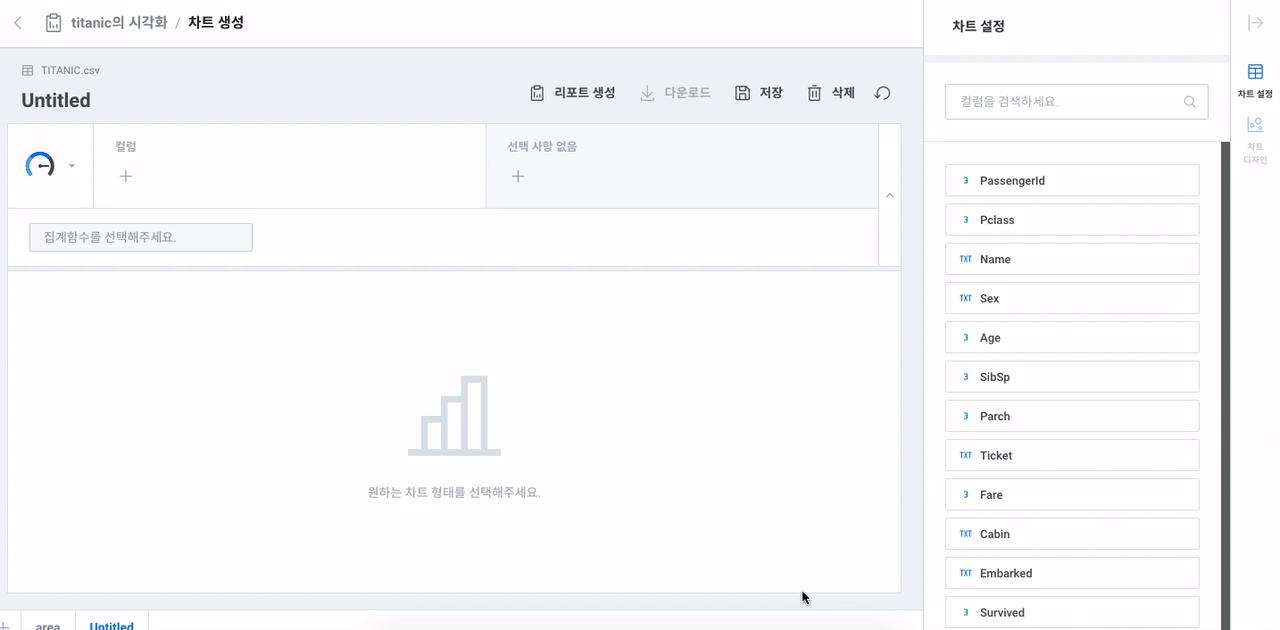 titanic의 시각화 / 차트 생성
TITANIC.csv
Untitled
리포트 생성
다운로드
저장
삭제
컬럼
선택 사항 없음
집계함수를 선택해주세요.
원하는 차트 형태를 선택해주세요.
area
Untitled
차트 설정
컬럼을 검색하세요.
3 PassengerId
3 Pclass
TXT Name
TXT Sex
3 Age
3 SibSp
3 Parch
TXT Ticket
3 Fare
TXT Cabin
TXT Embarked
3 Survived
차트 설정
차트
디자인